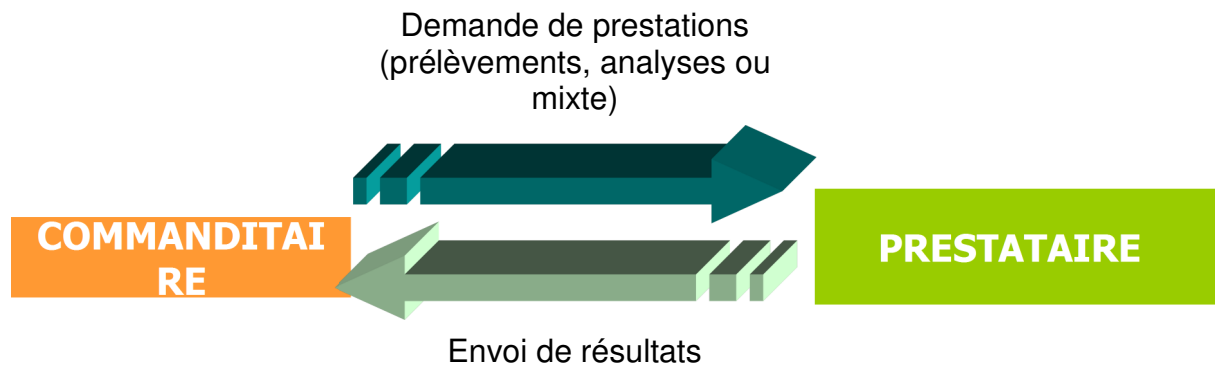 Demande de prestations
(prélèvements, analyses ou
mixte)
COMMANDITAI
RE
PRESTATAIRE
Envoi de résultats